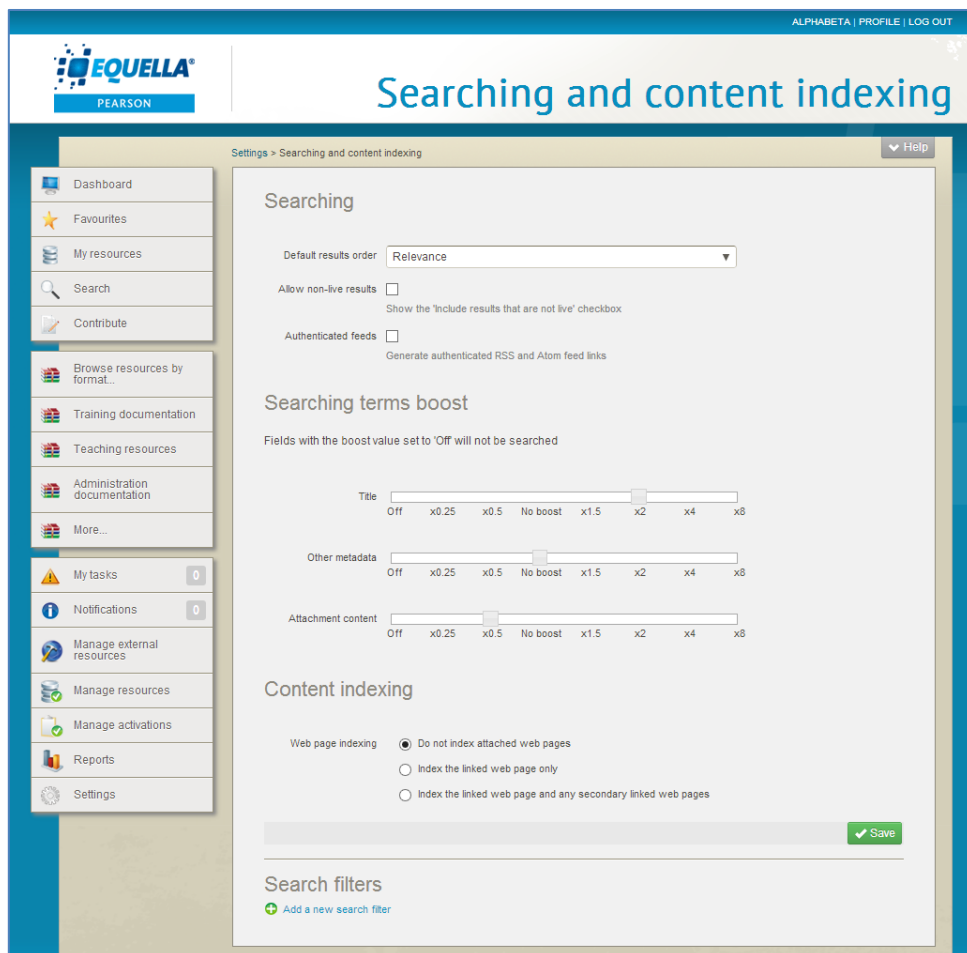 ALPHABETA | PROFILE | LOG OUT
EQUELLA®
PEARSON
Searching and content indexing
Settings > Searching and content indexing
Help
Dashboard
Favourites
My resources
Search
Contribute
Browse resources by
format...
Training documentation
Teaching resources
Administration
documentation
More...
My tasks 0
Notifications 0
Manage external
resources
Manage resources
Manage activations
Reports
Settings
Searching
Default results order Relevance
Allow non-live results
Show the 'Include results that are not live' checkbox
Authenticated feeds
Generate authenticated RSS and Atom feed links
Searching terms boost
Fields with the boost value set to 'Off' will not be searched
Title
Off x0.25 x0.5 No boost x1.5 x2 x4 x8
Other metadata
Off x0.25 x0.5 No boost x1.5 x2 x4 x8
Attachment content
Off x0.25 x0.5 No boost x1.5 x2 x4 x8
Content indexing
Web page indexing Do not index attached web pages
Index the linked web page only
Index the linked web page and any secondary linked web pages
Save
Search filters
Add a new search filter